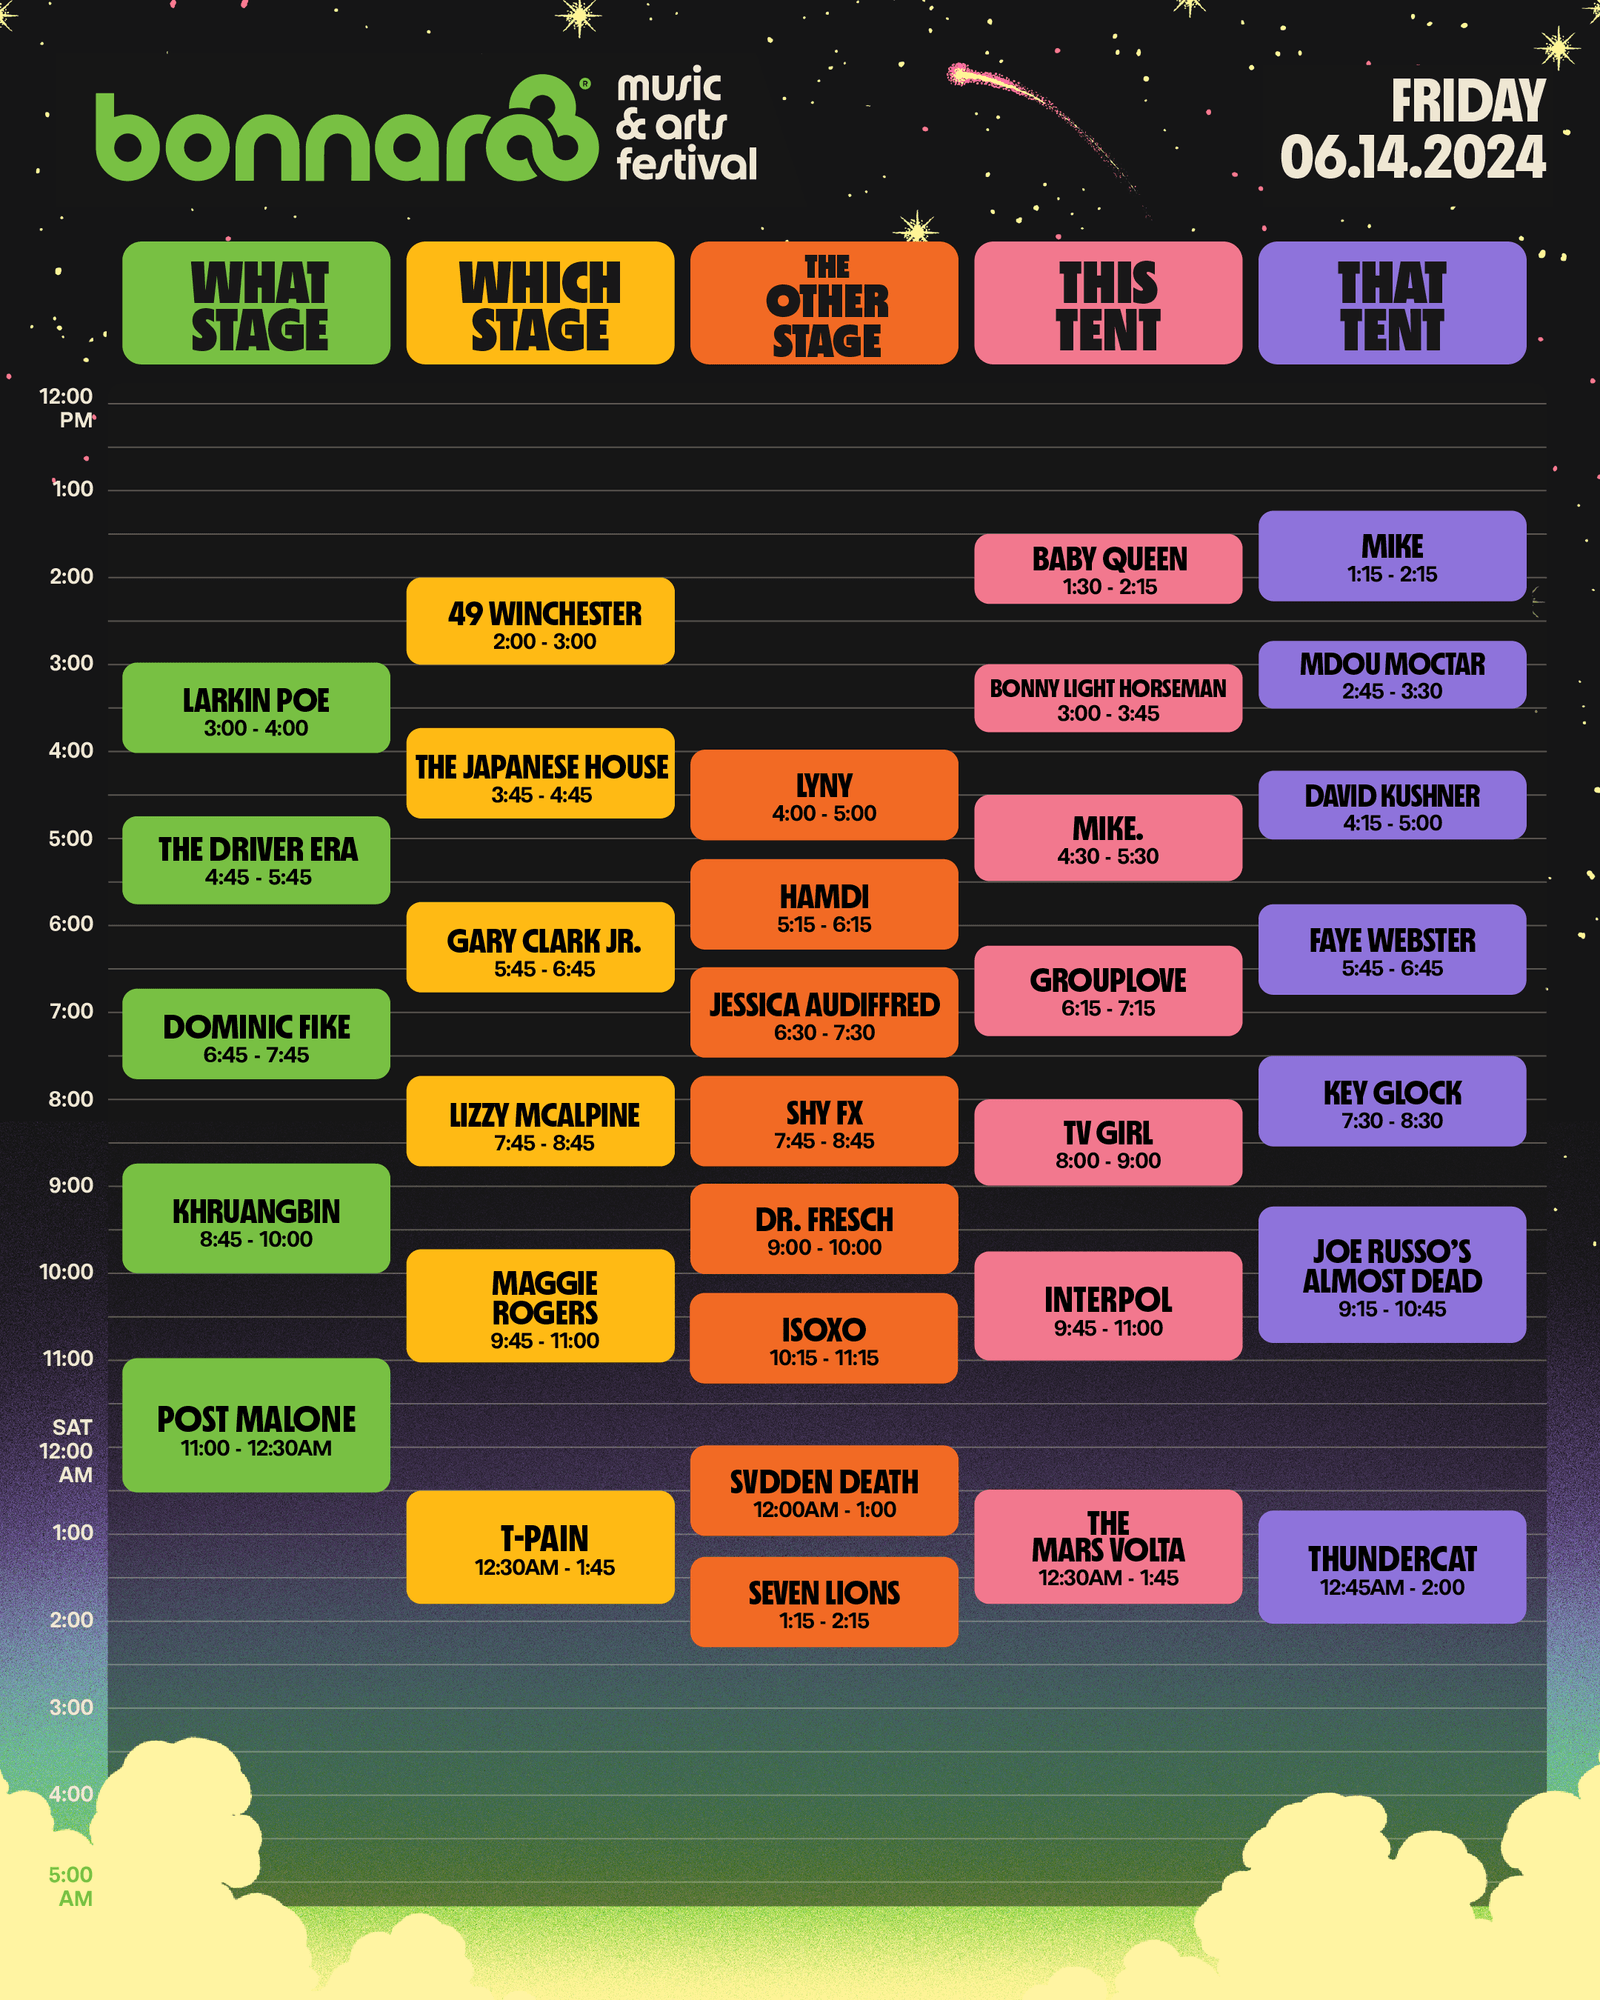 bonnaroo®
music
& arts
festival
FRIDAY
06.14.2024
WHAT
STAGE
WHICH
STAGE
THE
OTHER
STAGE
THIS
TENT
THAT
TENT
12:00
PM
1:00
2:00
3:00
4:00
5:00
6:00
7:00
8:00
9:00
10:00
11:00
SAT
12:00
AM
1:00
2:00
3:00
4:00
5:00
AM
LARKIN POE
3:00 - 4:00
THE DRIVER ERA
4:45 - 5:45
DOMINIC FIKE
6:45 - 7:45
KHRUANGBIN
8:45 - 10:00
POST MALONE
11:00 - 12:30AM
49 WINCHESTER
2:00 - 3:00
THE JAPANESE HOUSE
3:45 - 4:45
GARY CLARK JR.
5:45 - 6:45
LIZZY MCALPINE
7:45 - 8:45
MAGGIE
ROGERS
9:45 - 11:00
T-PAIN
12:30AM - 1:45
LYNY
4:00 - 5:00
HAMDI
5:15 - 6:15
JESSICA AUDIFFRED
6:30 - 7:30
SHY FX
7:45 - 8:45
DR. FRESCH
9:00 - 10:00
ISOXO
10:15 - 11:15
SVDDEN DEATH
12:00AM - 1:00
SEVEN LIONS
1:15 - 2:15
BABY QUEEN
1:30 - 2:15
BONNY LIGHT HORSEMAN
3:00 - 3:45
MIKE.
4:30 - 5:30
GROUPLOVE
6:15 - 7:15
TV GIRL
8:00 - 9:00
INTERPOL
9:45 - 11:00
THE
MARS VOLTA
12:30AM - 1:45
MIKE
1:15 - 2:15
MDOU MOCTAR
2:45 - 3:30
DAVID KUSHNER
4:15 - 5:00
FAYE WEBSTER
5:45 - 6:45
KEY GLOCK
7:30 - 8:30
JOE RUSSO'S
ALMOST DEAD
9:15 - 10:45
THUNDERCAT
12:45AM - 2:00